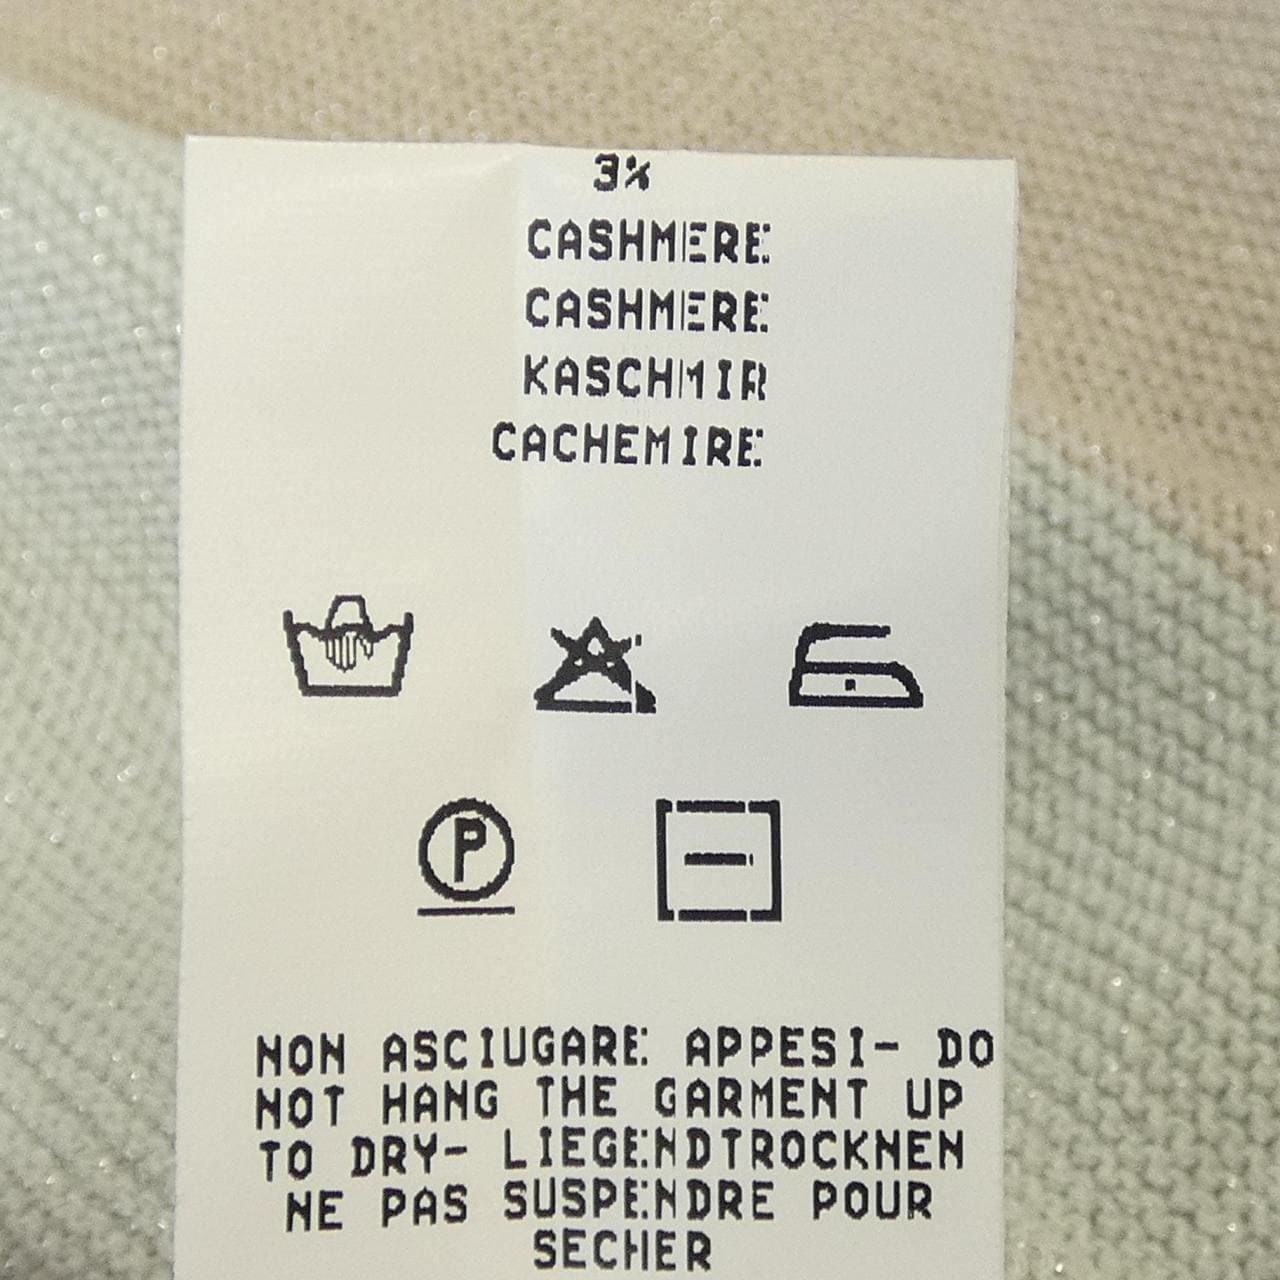 3%
CASHMERE
CASHMERE
KASCHMIR
CACHEMIRE
P
NON ASCIUGARE APPESI- DO
NOT HANG THE GARMENT UP
TO DRY- LIEGENDTROCKNEN
NE PAS SUSPENDRE POUR
SECHER